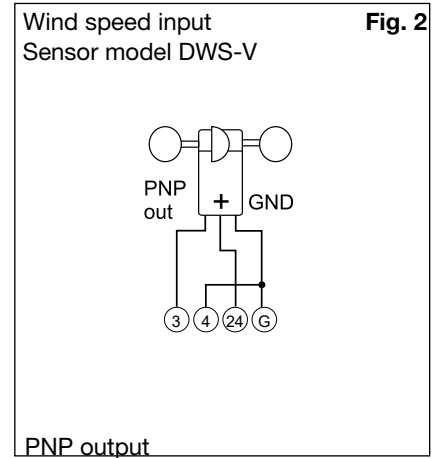 Wind speed input Fig. 2
Sensor model DWS-V
PNP
out
+ GND
3 4 24 G
PNP output